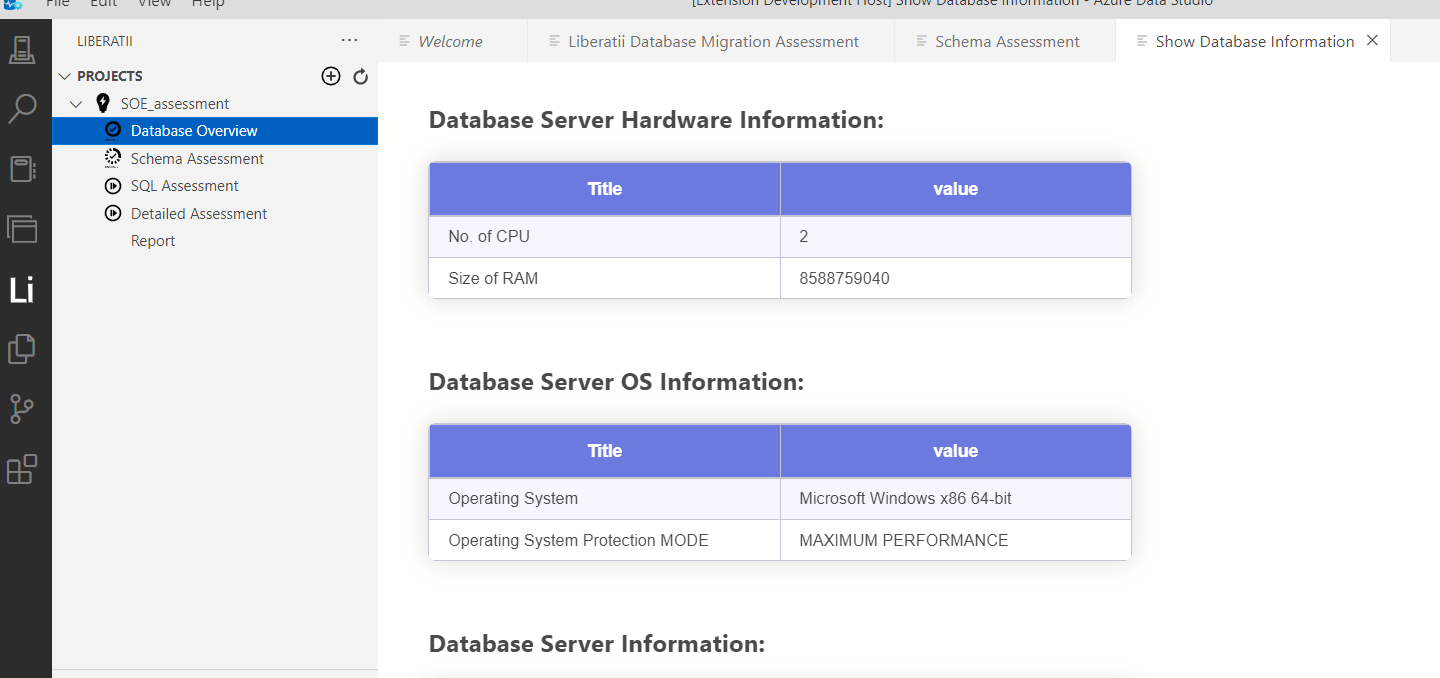 File Edit View Help [Extension Development Host] Show Database Information - Azure Data Studio
LIBERATII ···
Welcome Liberatii Database Migration Assessment Schema Assessment Show Database Information
PROJECTS
SOE_assessment
Database Overview
Schema Assessment
SQL Assessment
Detailed Assessment
Report
Li
Database Server Hardware Information:
Title value
No. of CPU 2
Size of RAM 8588759040
Database Server OS Information:
Title value
Operating System Microsoft Windows x86 64-bit
Operating System Protection MODE MAXIMUM PERFORMANCE
Database Server Information: